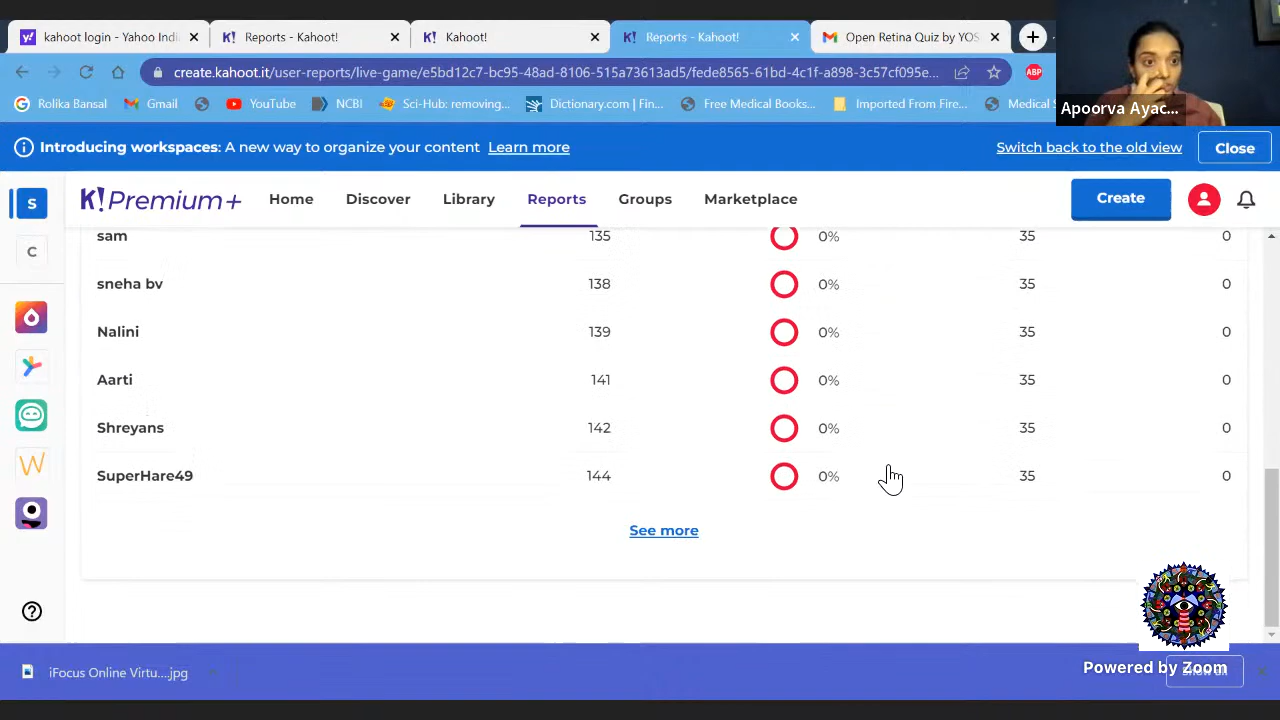 kahoot login - Yahoo Indi
Reports - Kahoot!
Kahoot!
Reports - Kahoot!
Open Retina Quiz by YOS
create.kahoot.it/user-reports/live-game/e5bd12c7-bc95-48ad-8106-515a73613ad5/fede8565-61bd-4c1f-a898-3c57cf095e...
ABP
Rolika Bansal
Gmail
YouTube
NCBI
Sci-Hub: removing...
Dictionary.com | Fin...
Free Medical Books...
Imported From Fire...
Medical
Apoorva Ayac...
Introducing workspaces: A new way to organize your content Learn more
Switch back to the old view
Close
S
K! Premium+
Home
Discover
Library
Reports
Groups
Marketplace
Create
C
sam 135 0% 35 0
sneha bv 138 0% 35 0
Nalini 139 0% 35 0
Aarti 141 0% 35 0
Shreyans 142 0% 35 0
SuperHare49 144 0% 35 0
See more
iFocus Online Virtu....jpg
Powered by Zoom